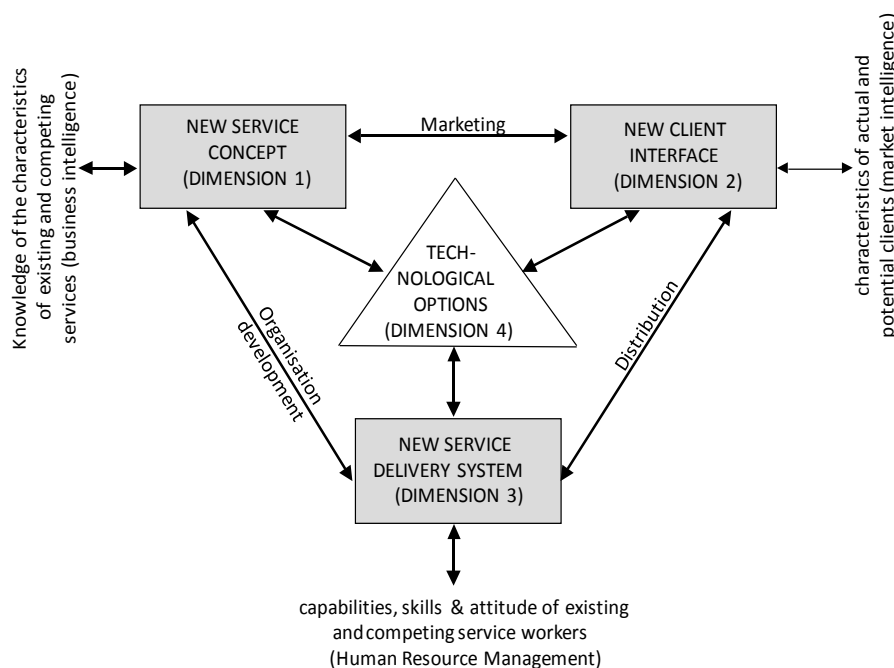 Knowledge of the characteristics
of existing and competing
services (business intelligence)
NEW SERVICE
CONCEPT
(DIMENSION 1)
Marketing
NEW CLIENT
INTERFACE
(DIMENSION 2)
characteristics of actual and
potential clients (market intelligence)
TECH-
NOLOGICAL
OPTIONS
(DIMENSION 4)
Organisation
development
Distribution
NEW SERVICE
DELIVERY SYSTEM
(DIMENSION 3)
capabilities, skills & attitude of existing
and competing service workers
(Human Resource Management)